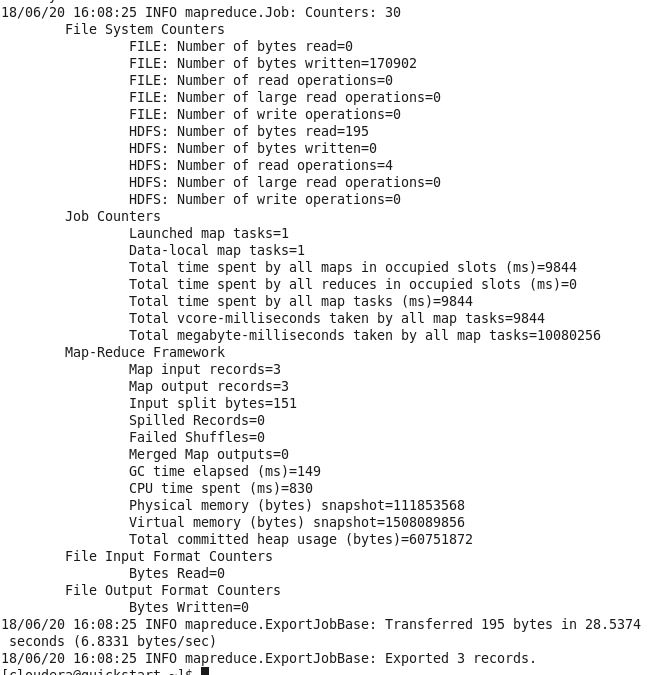 18/06/20 16:08:25 INFO mapreduce.Job: Counters: 30
File System Counters
FILE: Number of bytes read=0
FILE: Number of bytes written=170902
FILE: Number of read operations=0
FILE: Number of large read operations=0
FILE: Number of write operations=0
HDFS: Number of bytes read=195
HDFS: Number of bytes written=0
HDFS: Number of read operations=4
HDFS: Number of large read operations=0
HDFS: Number of write operations=0
Job Counters
Launched map tasks=1
Data-local map tasks=1
Total time spent by all maps in occupied slots (ms)=9844
Total time spent by all reduces in occupied slots (ms)=0
Total time spent by all map tasks (ms)=9844
Total vcore-milliseconds taken by all map tasks=9844
Total megabyte-milliseconds taken by all map tasks=10080256
Map-Reduce Framework
Map input records=3
Map output records=3
Input split bytes=151
Spilled Records=0
Failed Shuffles=0
Merged Map outputs=0
GC time elapsed (ms)=149
CPU time spent (ms)=830
Physical memory (bytes) snapshot=111853568
Virtual memory (bytes) snapshot=1508089856
Total committed heap usage (bytes)=60751872
File Input Format Counters
Bytes Read=0
File Output Format Counters
Bytes Written=0
18/06/20 16:08:25 INFO mapreduce.ExportJobBase: Transferred 195 bytes in 28.5374
seconds (6.8331 bytes/sec)
18/06/20 16:08:25 INFO mapreduce.ExportJobBase: Exported 3 records.
[cloudera@quickstart ~]$